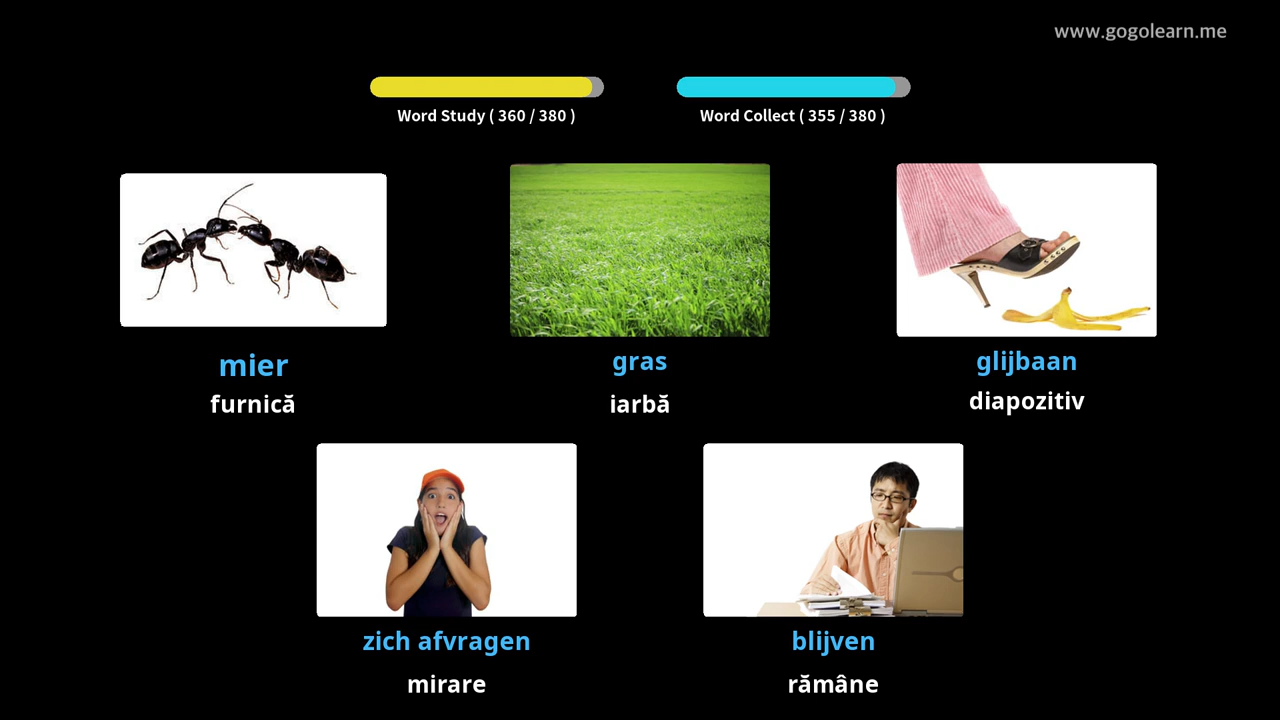 www.gogolearn.me
Word Study ( 360 / 380 )
Word Collect ( 355 / 380 )
mier
furnică
gras
iarbă
glijbaan
diapozitiv
zich afvragen
mirare
blijven
rămâne